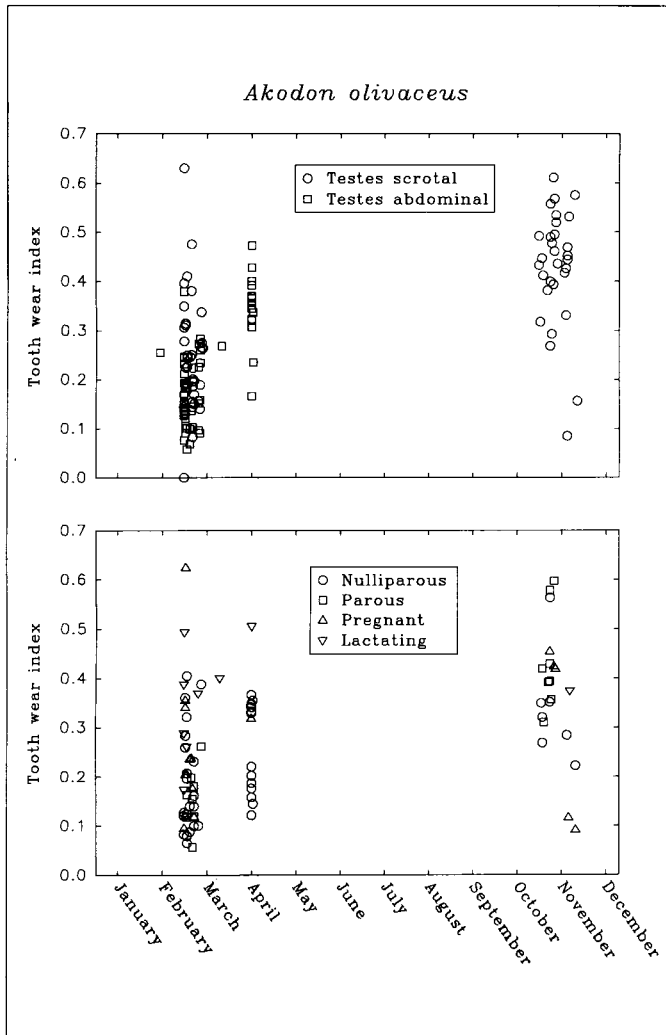 Akodon olivaceus
0.7
0.6
0.5
0.4
0.3
0.2
0.1
0.0
Tooth wear index
Testes scrotal
Testes abdominal
0.7
0.6
0.5
0.4
0.3
0.2
0.1
0.0
Tooth wear index
Nulliparous
Parous
Pregnant
Lactating
January
February
March
April
May
June
July
August
September
October
November
December